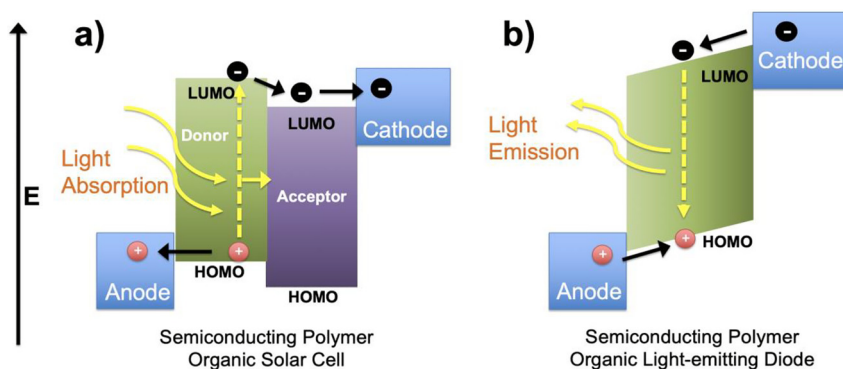 a)
LUMO
Donor
LUMO
Cathode
Light
Absorption
E
Acceptor
Anode
HOMO
HOMO
Semiconducting Polymer
Organic Solar Cell
b)
Cathode
LUMO
Light
Emission
HOMO
Anode
Semiconducting Polymer
Organic Light-emitting Diode